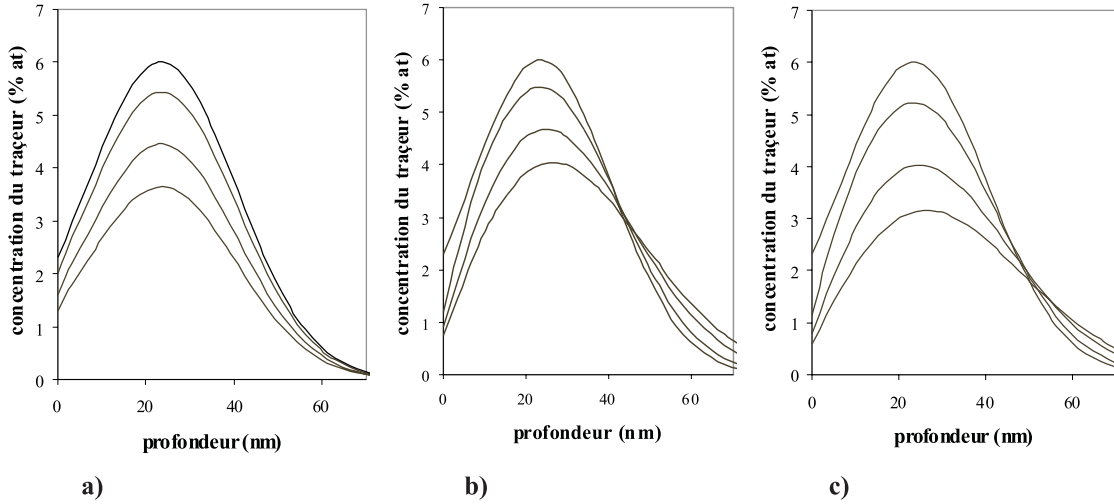 7
6
5
4
3
2
1
0
0 20 40 60
concentration du traçeur (% at)
profondeur (nm)
a)
7
6
5
4
3
2
1
0
0 20 40 60
concentration du traçeur (% at)
profondeur (nm)
b)
7
6
5
4
3
2
1
0
0 20 40 60
concentration du traçeur (% at)
profondeur (nm)
c)